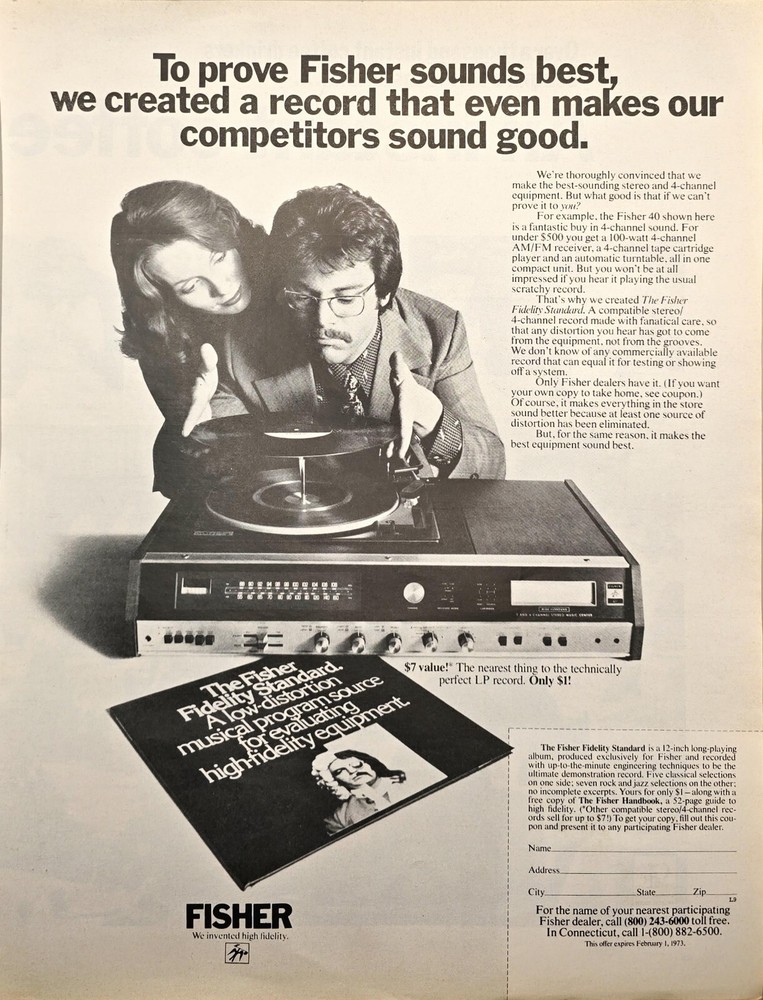 To prove Fisher sounds best,
we created a record that even makes our
competitors sound good.
We're thoroughly convinced that we
make the best-sounding stereo and 4-channel
equipment. But what good is that if we can't
prove it to you?
For example, the Fisher 40 shown here
is a fantastic buy in 4-channel sound. For
under $500 you get a 100-watt 4-channel
AM/FM receiver, a 4-channel tape cartridge
player and an automatic turntable, all in one
compact unit. But you won't be at all
impressed if you hear it playing the usual
scratchy record.
That's why we created The Fisher
Fidelity Standard. A compatible stereo/
4-channel record made with fanatical care, so
that any distortion you hear has got to come
from the equipment, not from the grooves.
We don't know of any commercially available
record that can equal it for testing or showing
off a system.
Only Fisher dealers have it. (If you want
your own copy to take home, see coupon.)
Of course, it makes everything in the store
sound better because at least one source of
distortion has been eliminated.
But, for the same reason, it makes the
best equipment sound best.
$7 value!* The nearest thing to the technically
perfect LP record. Only $1!
The Fisher
Fidelity Standard.
A low-distortion
musical program source
for evaluating
high-fidelity equipment.
The Fisher Fidelity Standard is a 12-inch long-playing
album, produced exclusively for Fisher and recorded
with up-to-the-minute engineering techniques to be the
ultimate demonstration record. Five classical selections
on one side; seven rock and jazz selections on the other;
no incomplete excerpts. Yours for only $1—along with a
free copy of The Fisher Handbook, a 52-page guide to
high fidelity. (*Other compatible stereo/4-channel rec-
ords sell for up to $7!) To get your copy, fill out this cou-
pon and present it to any participating Fisher dealer.
Name
Address
City State Zip
L9
For the name of your nearest participating
Fisher dealer, call (800) 243-6000 toll free.
In Connecticut, call 1-(800) 882-6500.
This offer expires February 1, 1973.
FISHER
We invented high fidelity.